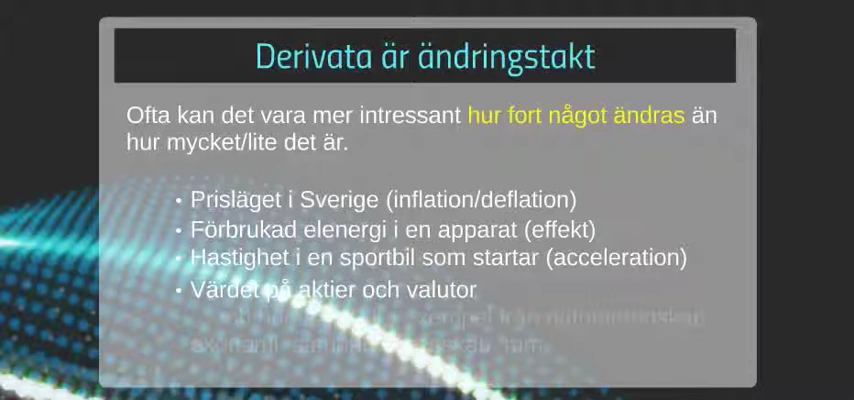 Derivata är ändringstakt
Ofta kan det vara mer intressant hur fort något ändras än
hur mycket/lite det är.
• Prisläget i Sverige (inflation/deflation)
• Förbrukad elenergi i en apparat (effekt)
• Hastighet i en sportbil som startar (acceleration)
• Värdet på aktier och valutor